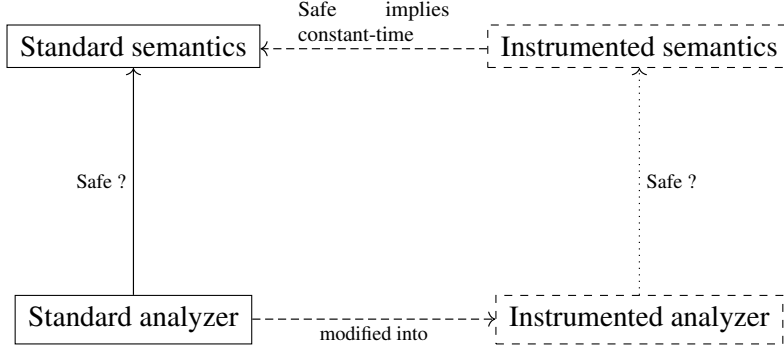 Safe implies
constant-time
Standard semantics
Instrumented semantics
Safe ?
Safe ?
Standard analyzer
Instrumented analyzer
modified into